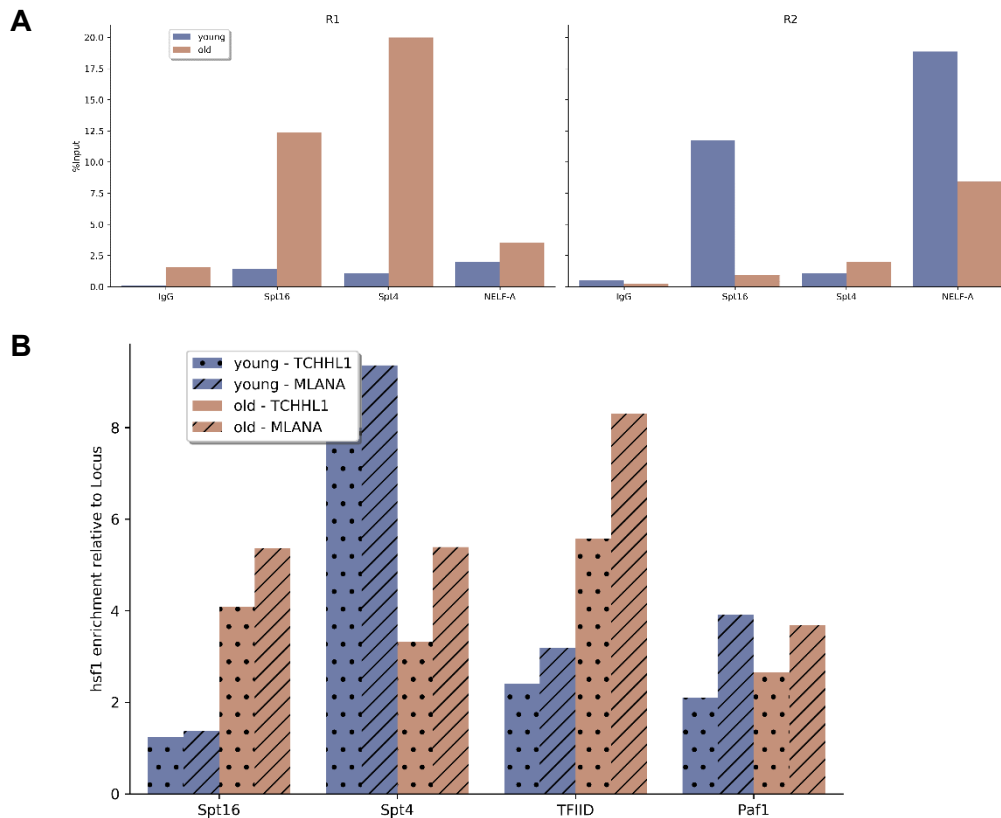 A
R1
R2
young
old
%Input
20.0
17.5
15.0
12.5
10.0
7.5
5.0
2.5
0.0
IgG
Spt16
Spt4
NELF-A
IgG
Spt16
Spt4
NELF-A
B
young - TCHHL1
young - MLANA
old - TCHHL1
old - MLANA
hsf1 enrichment relative to Locus
8
6
4
2
0
Spt16
Spt4
TFIID
Paf1